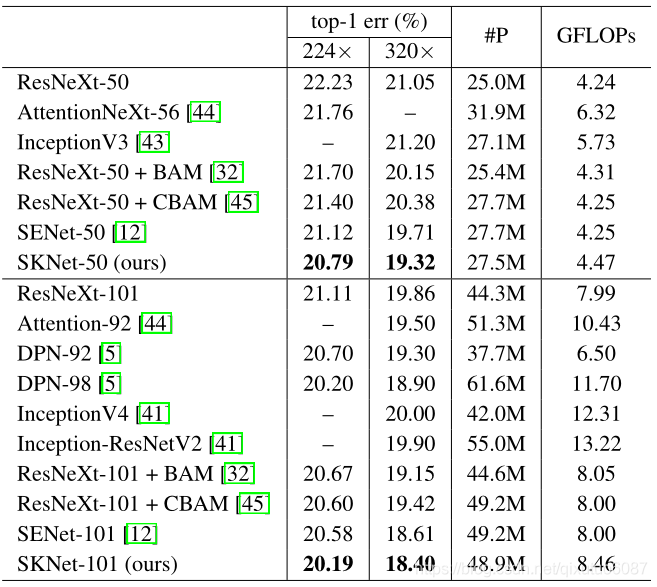 top-1 err (%) #P GFLOPs
224× 320×
ResNeXt-50 22.23 21.05 25.0M 4.24
AttentionNeXt-56 [44] 21.76 – 31.9M 6.32
InceptionV3 [43] – 21.20 27.1M 5.73
ResNeXt-50 + BAM [32] 21.70 20.15 25.4M 4.31
ResNeXt-50 + CBAM [45] 21.40 20.38 27.7M 4.25
SENet-50 [12] 21.12 19.71 27.7M 4.25
SKNet-50 (ours) 20.79 19.32 27.5M 4.47
ResNeXt-101 21.11 19.86 44.3M 7.99
Attention-92 [44] – 19.50 51.3M 10.43
DPN-92 [5] 20.70 19.30 37.7M 6.50
DPN-98 [5] 20.20 18.90 61.6M 11.70
InceptionV4 [41] – 20.00 42.0M 12.31
Inception-ResNetV2 [41] – 19.90 55.0M 13.22
ResNeXt-101 + BAM [32] 20.67 19.15 44.6M 8.05
ResNeXt-101 + CBAM [45] 20.60 19.42 49.2M 8.00
SENet-101 [12] 20.58 18.61 49.2M 8.00
SKNet-101 (ours) 20.19 18.40 48.9M 8.46